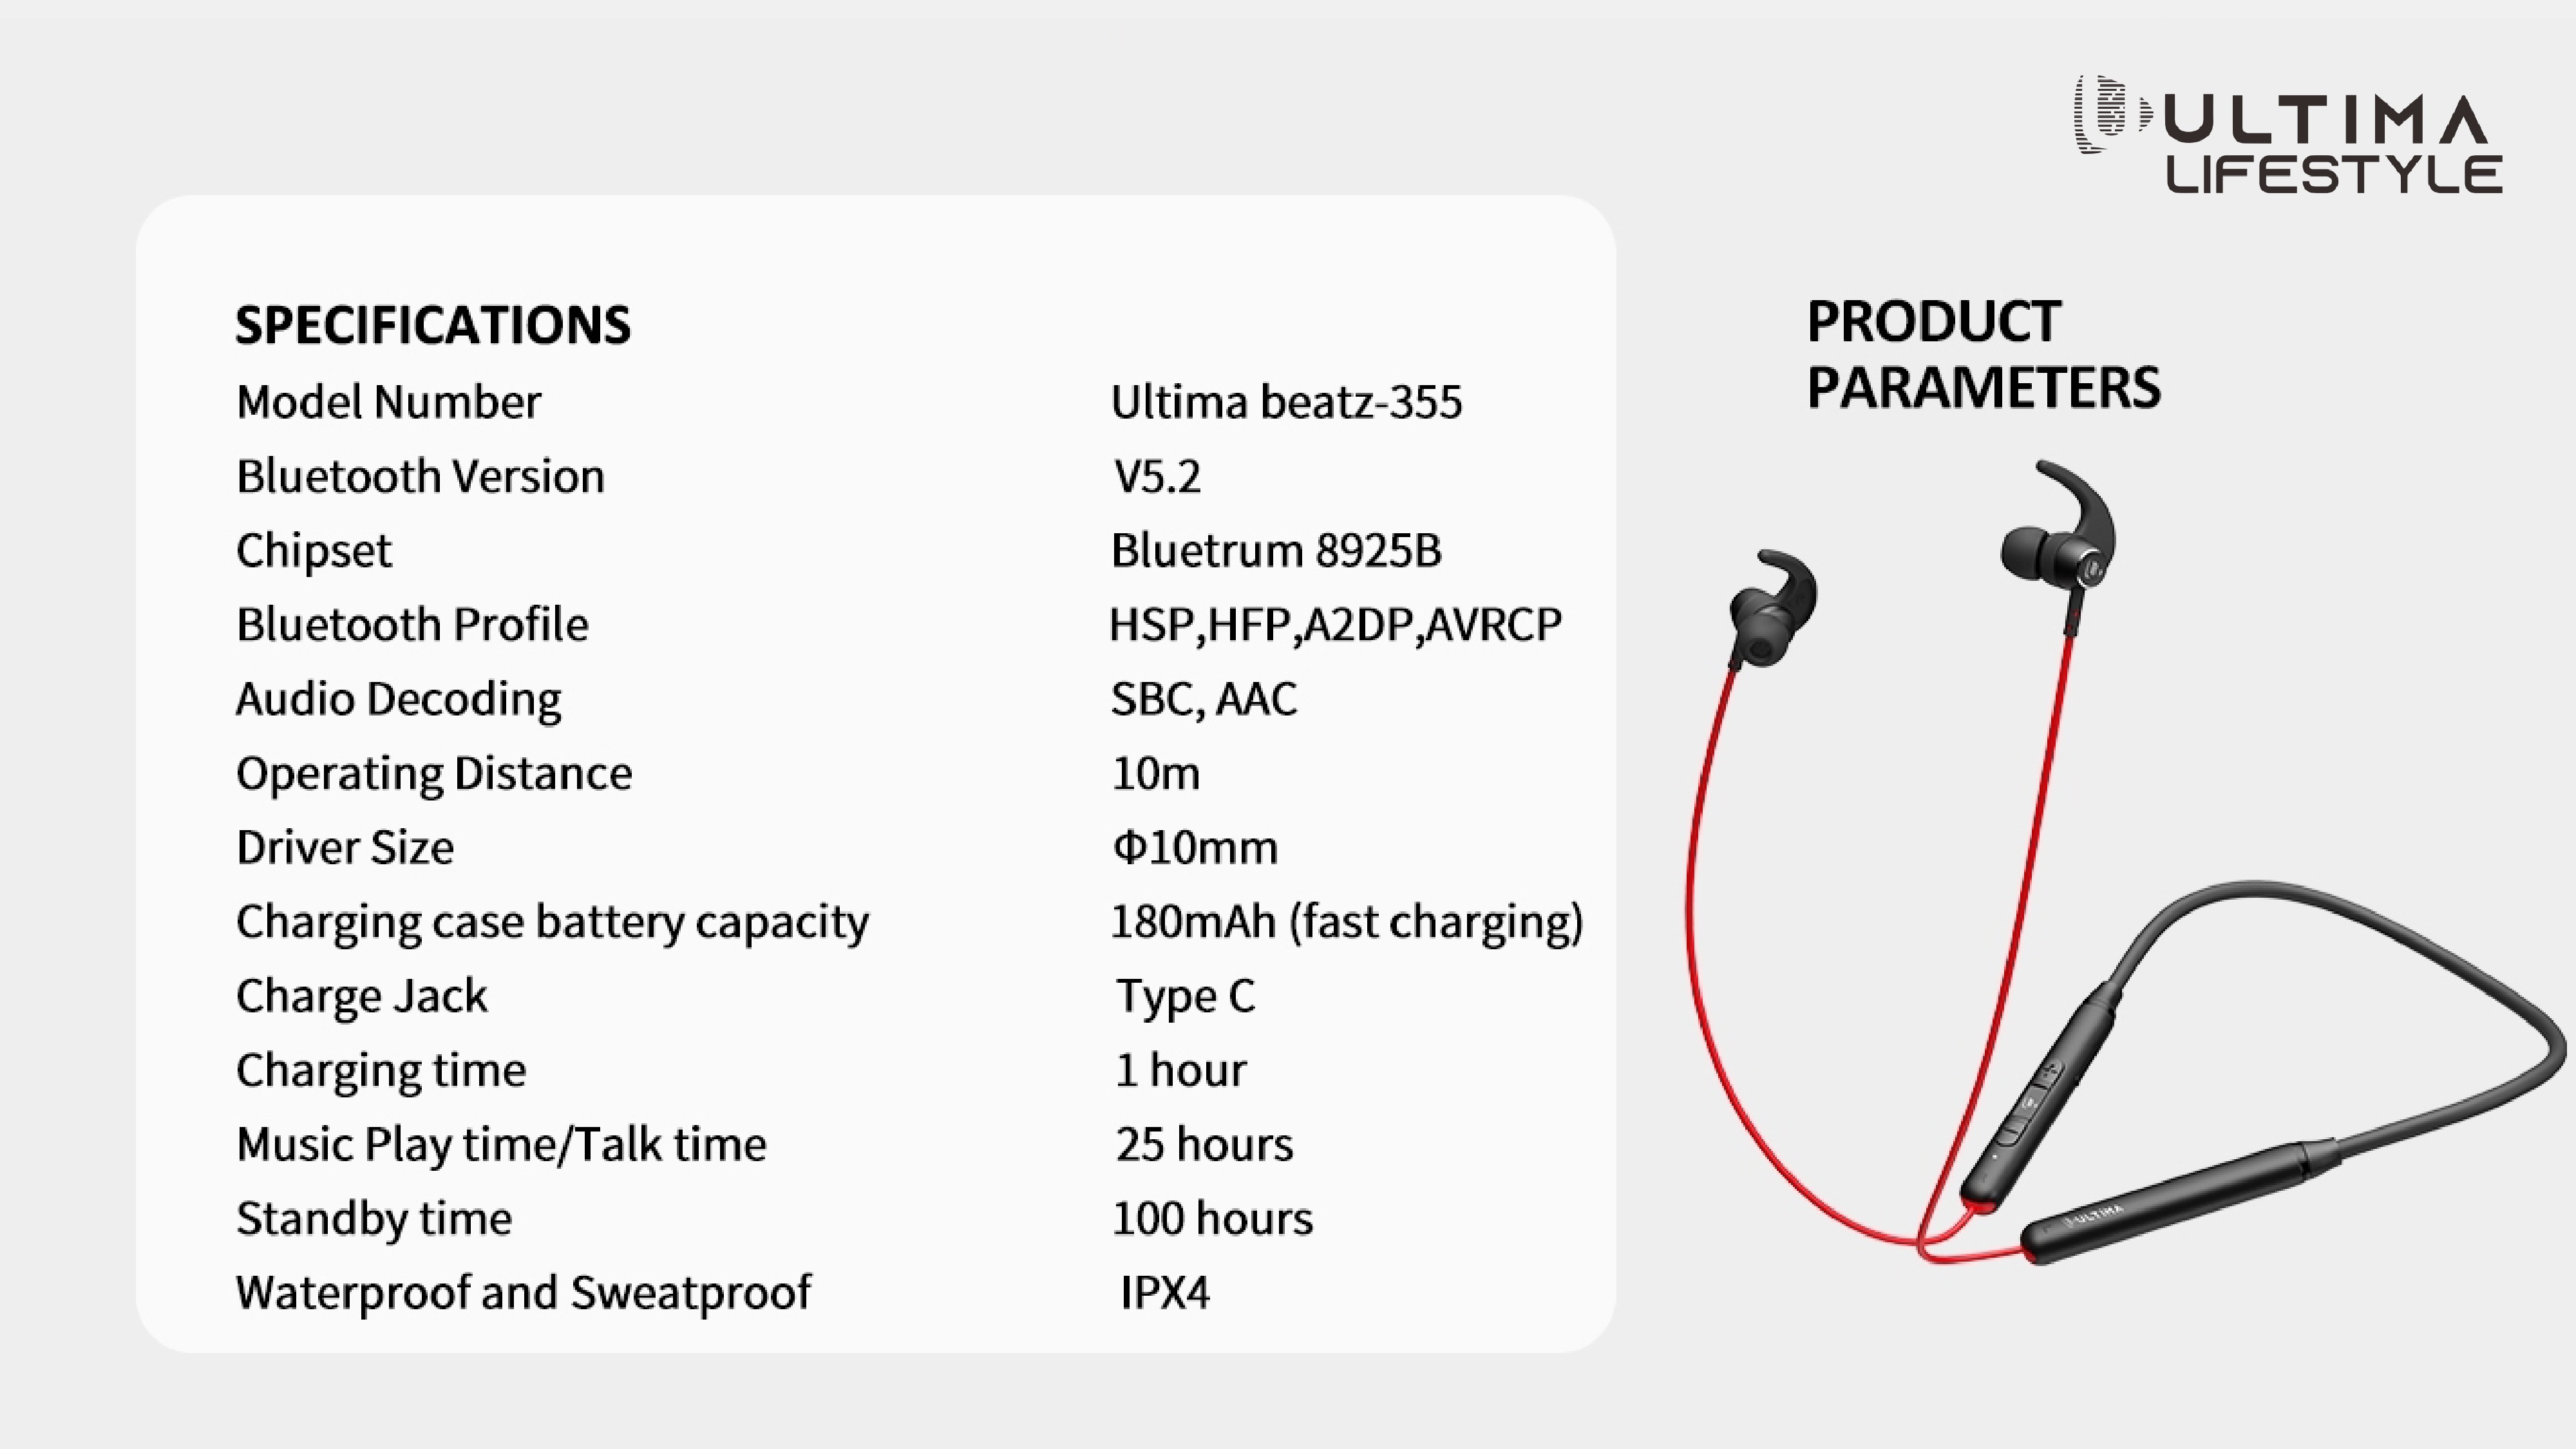 ULTIMA
LIFESTYLE
SPECIFICATIONS
Model Number Ultima beatz-355
Bluetooth Version V5.2
Chipset Bluetrum 8925B
Bluetooth Profile HSP,HFP,A2DP,AVRCP
Audio Decoding SBC, AAC
Operating Distance 10m
Driver Size Φ10mm
Charging case battery capacity 180mAh (fast charging)
Charge Jack Type C
Charging time 1 hour
Music Play time/Talk time 25 hours
Standby time 100 hours
Waterproof and Sweatproof IPX4
PRODUCT
PARAMETERS
ULTIMA